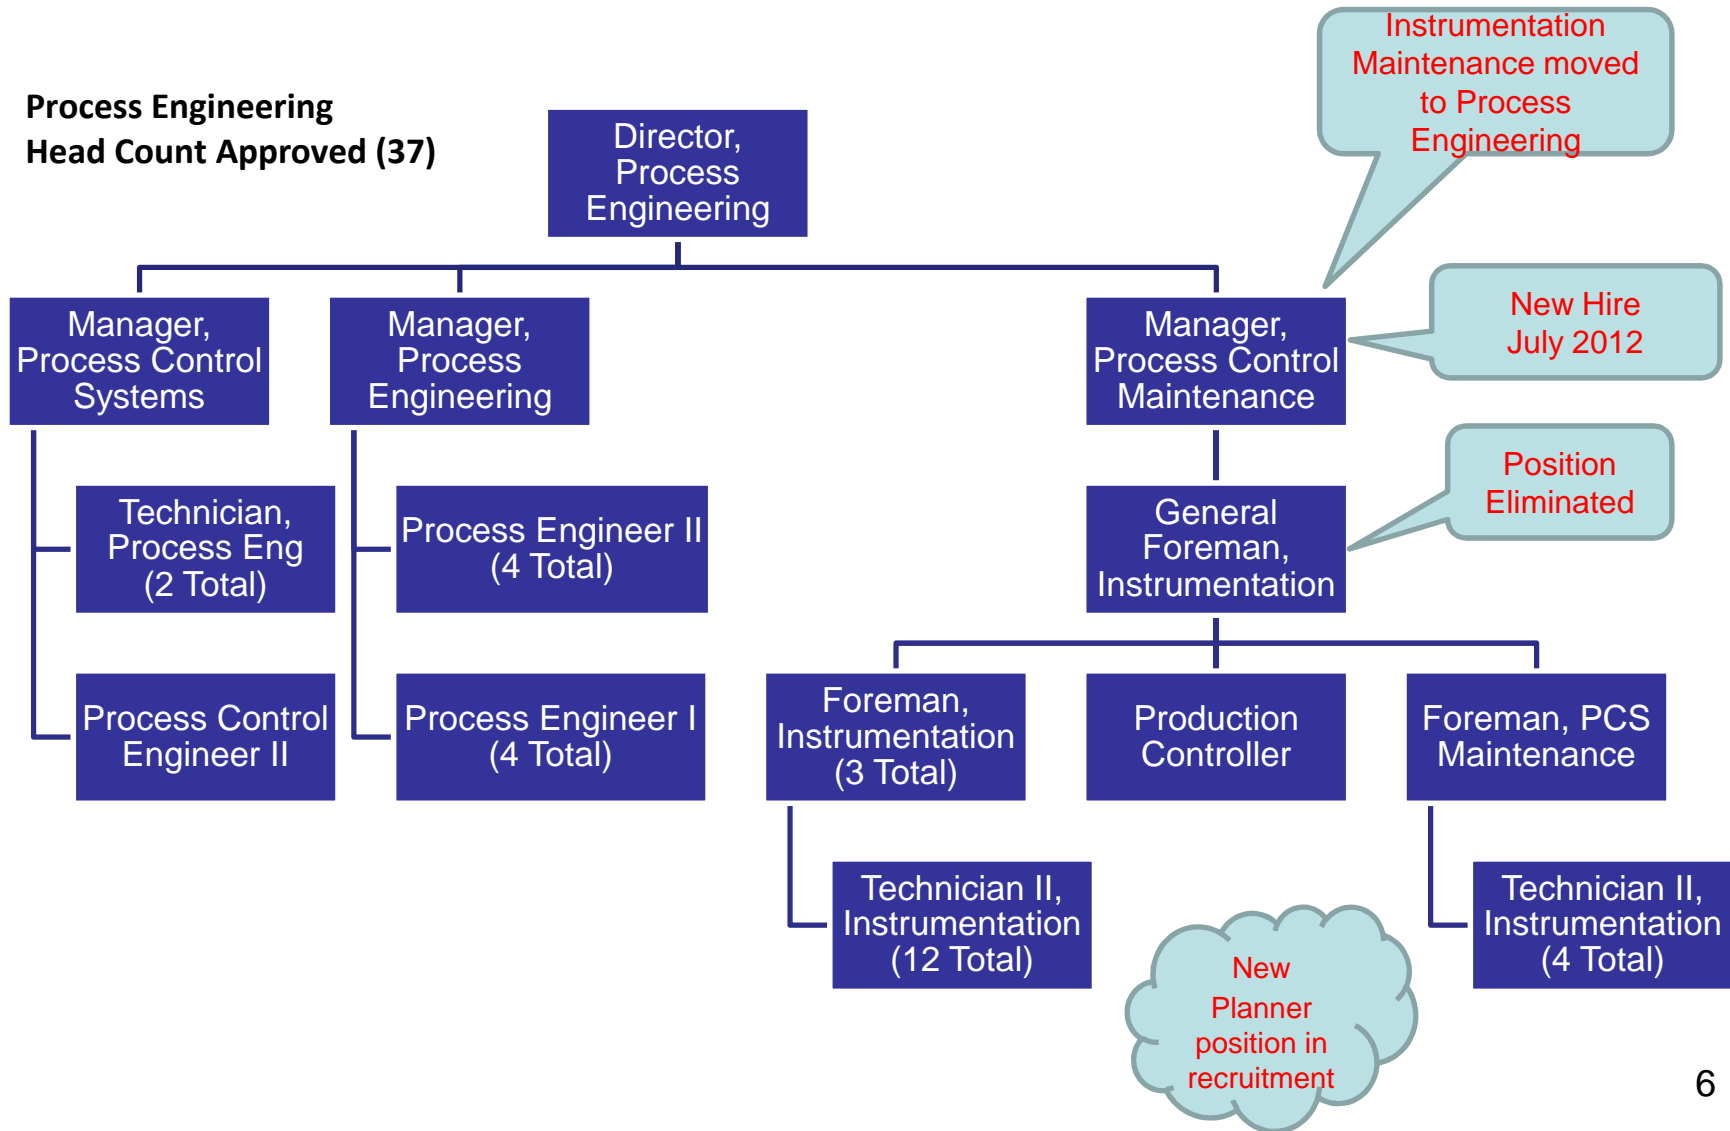 Process Engineering
Head Count Approved (37)
Instrumentation
Maintenance moved
to Process
Engineering
Director,
Process
Engineering
Manager,
Process Control
Systems
Manager,
Process
Engineering
Manager,
Process Control
Maintenance
New Hire
July 2012
Technician,
Process Eng
(2 Total)
Process Engineer II
(4 Total)
General
Foreman,
Instrumentation
Position
Eliminated
Process Control
Engineer II
Process Engineer I
(4 Total)
Foreman,
Instrumentation
(3 Total)
Production
Controller
Foreman, PCS
Maintenance
Technician II,
Instrumentation
(12 Total)
New
Planner
position in
recruitment
Technician II,
Instrumentation
(4 Total)
6